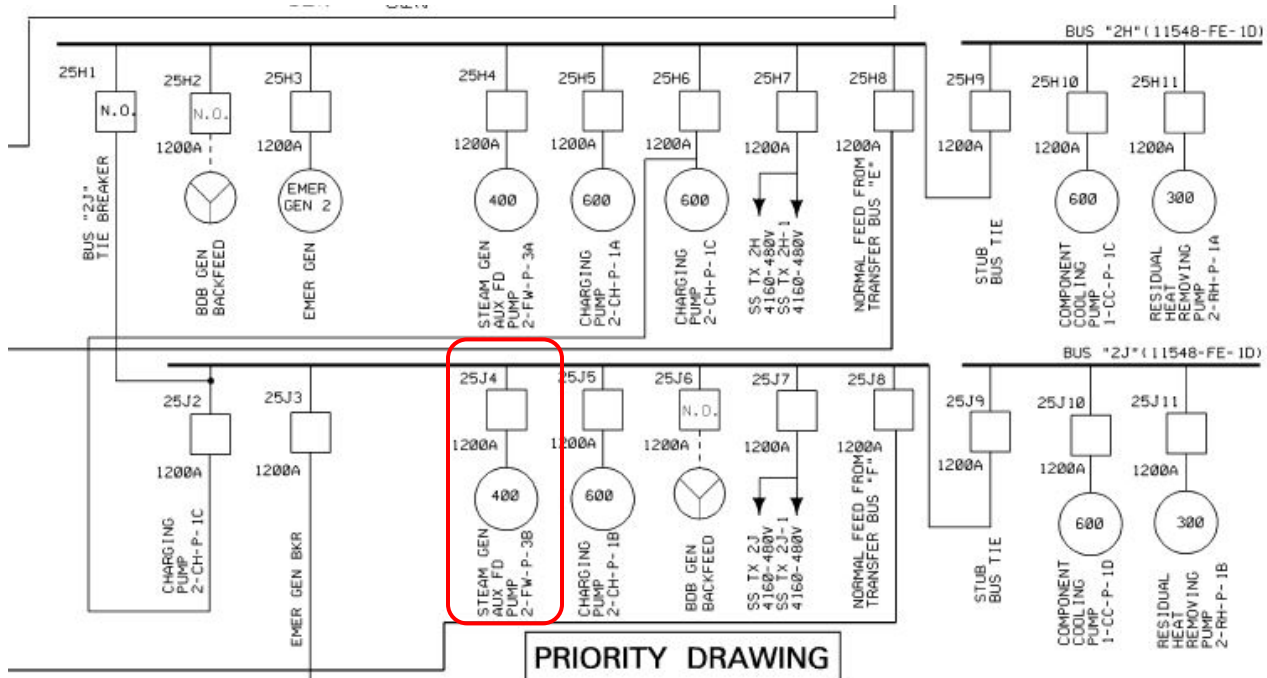 BUS "2H"(11548-FE-1D)
25H1
25H2
25H3
25H4
25H5
25H6
25H7
25H8
25H9
25H10
25H11
N.O.
N.O.
1200A
1200A
1200A
1200A
1200A
1200A
1200A
1200A
1200A
1200A
BUS "2J"
TIE BREAKER
BDB GEN
BACKFEED
EMER
GEN 2
EMER GEN
400
STEAM GEN
AUX FD
PUMP
2-FW-P-3A
600
CHARGING
PUMP
2-CH-P-1A
600
CHARGING
PUMP
2-CH-P-1C
SS TX 2H
4160-480V
SS TX 2H-1
4160-480V
NORMAL FEED FROM
TRANSFER BUS "E"
STUB
BUS TIE
600
COMPONENT
COOLING
PUMP
1-CC-P-1C
300
RESIDUAL
HEAT
REMOVING
PUMP
2-RH-P-1A
BUS "2J"(11548-FE-1D)
25J2
25J3
25J4
25J5
25J6
25J7
25J8
25J9
25J10
25J11
N.O.
1200A
1200A
1200A
1200A
1200A
1200A
1200A
1200A
1200A
1200A
CHARGING
PUMP
2-CH-P-1C
EMER GEN BKR
400
STEAM GEN
AUX FD
PUMP
2-FW-P-3B
600
CHARGING
PUMP
2-CH-P-1B
BDB GEN
BACKFEED
SS TX 2J
4160-480V
SS TX 2J-1
4160-480V
NORMAL FEED FROM
TRANSFER BUS "F"
STUB
BUS TIE
600
COMPONENT
COOLING
PUMP
1-CC-P-1D
300
RESIDUAL
HEAT
REMOVING
PUMP
2-RH-P-1B
PRIORITY DRAWING